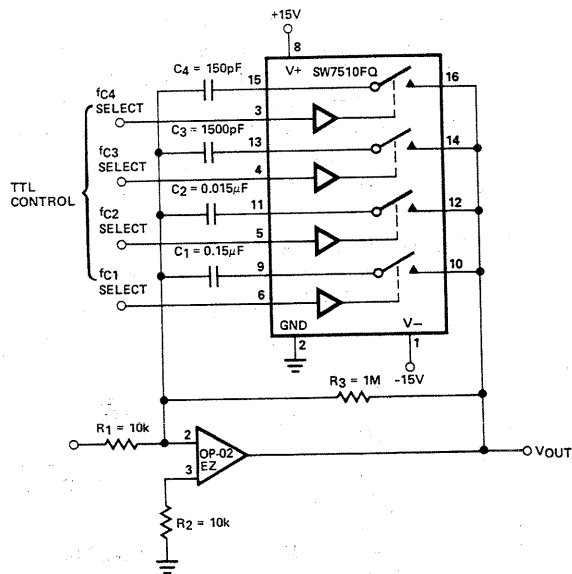 +15V
8
V+ SW7510FQ
C4 = 150pF
15
16
fC4
SELECT
3
C3 = 1500pF
13
14
fC3
SELECT
4
TTL
CONTROL
C2 = 0.015μF
11
12
fC2
SELECT
5
C1 = 0.15μF
9
10
fC1
SELECT
6
GND
V−
2
1
-15V
R3 = 1M
R1 = 10k
2
OP-02
EZ
3
VOUT
R2 = 10k